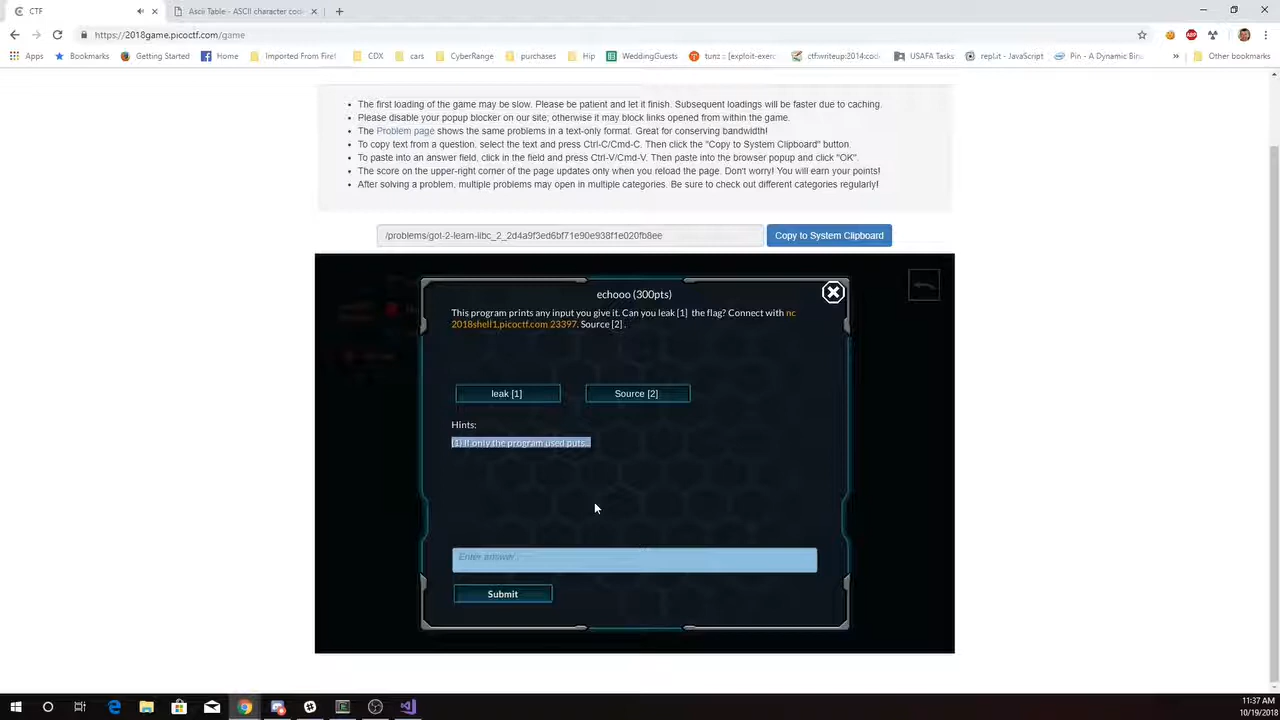 CTF
Ascii Table - ASCII character cod
https://2018game.picoctf.com/game
Apps Bookmarks Getting Started Home Imported From Fire! CDX cars CyberRange purchases Hip WeddingGuests tunz :: [exploit-exerc ctf:writeup:2014:cod USAFA Tasks repl.it - JavaScript Pin - A Dynamic Bin » Other bookmarks
• The first loading of the game may be slow. Please be patient and let it finish. Subsequent loadings will be faster due to caching.
• Please disable your popup blocker on our site; otherwise it may block links opened from within the game.
• The Problem page shows the same problems in a text-only format. Great for conserving bandwidth!
• To copy text from a question, select the text and press Ctrl-C/Cmd-C. Then click the "Copy to System Clipboard" button.
• To paste into an answer field, click in the field and press Ctrl-V/Cmd-V. Then paste into the browser popup and click "OK".
• The score on the upper-right corner of the page updates only when you reload the page. Don't worry! You will earn your points!
• After solving a problem, multiple problems may open in multiple categories. Be sure to check out different categories regularly!
/problems/got-2-learn-libc_2_2d4a9f3ed6bf71e90e938f1e020fb8ee
Copy to System Clipboard
echooo (300pts)
This program prints any input you give it. Can you leak [1] the flag? Connect with nc
2018shell1.picoctf.com 23397. Source [2] .
leak [1] Source [2]
Hints:
(1) If only the program used puts...
Enter answer...
Submit
11:37 AM
10/19/2018